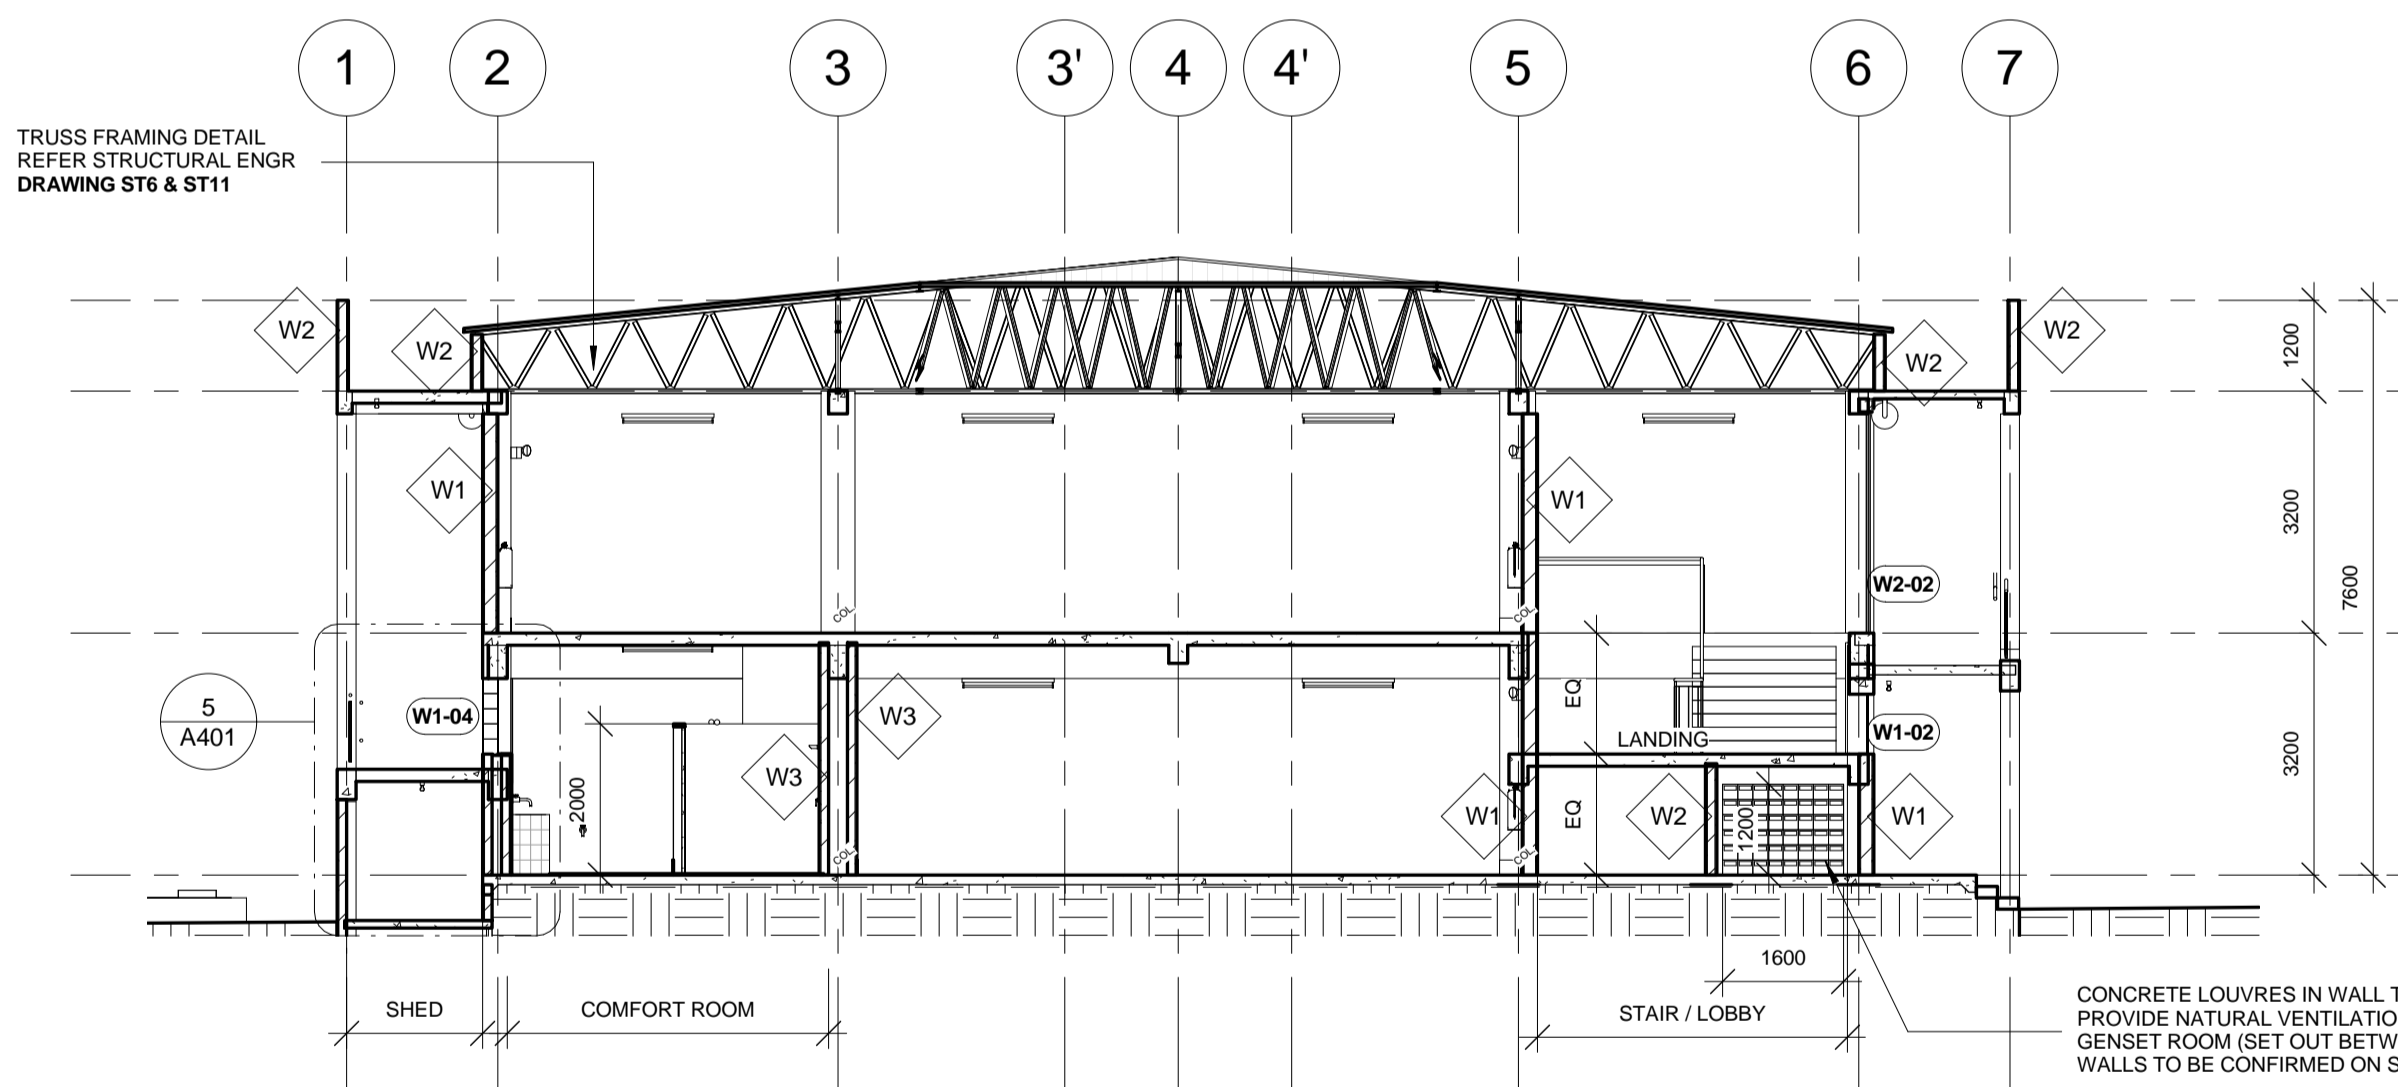 1
2
3
3'
4
4'
5
6
7
TRUSS FRAMING DETAIL
REFER STRUCTURAL ENGR
DRAWING ST6 & ST11
W2
W2
W2
W2
1200
W1
W1
3200
W2-02
7600
COL
COL
5
A401
W1-04
W3
EQ
W1-02
LANDING
W3
2000
W1
EQ
W2
1200
W1
3200
COL
COL
1600
SHED
COMFORT ROOM
STAIR / LOBBY
CONCRETE LOUVRES IN WALL
PROVIDE NATURAL
GENSET ROOM (SET OUT
WALLS TO BE CONFIRMED ON